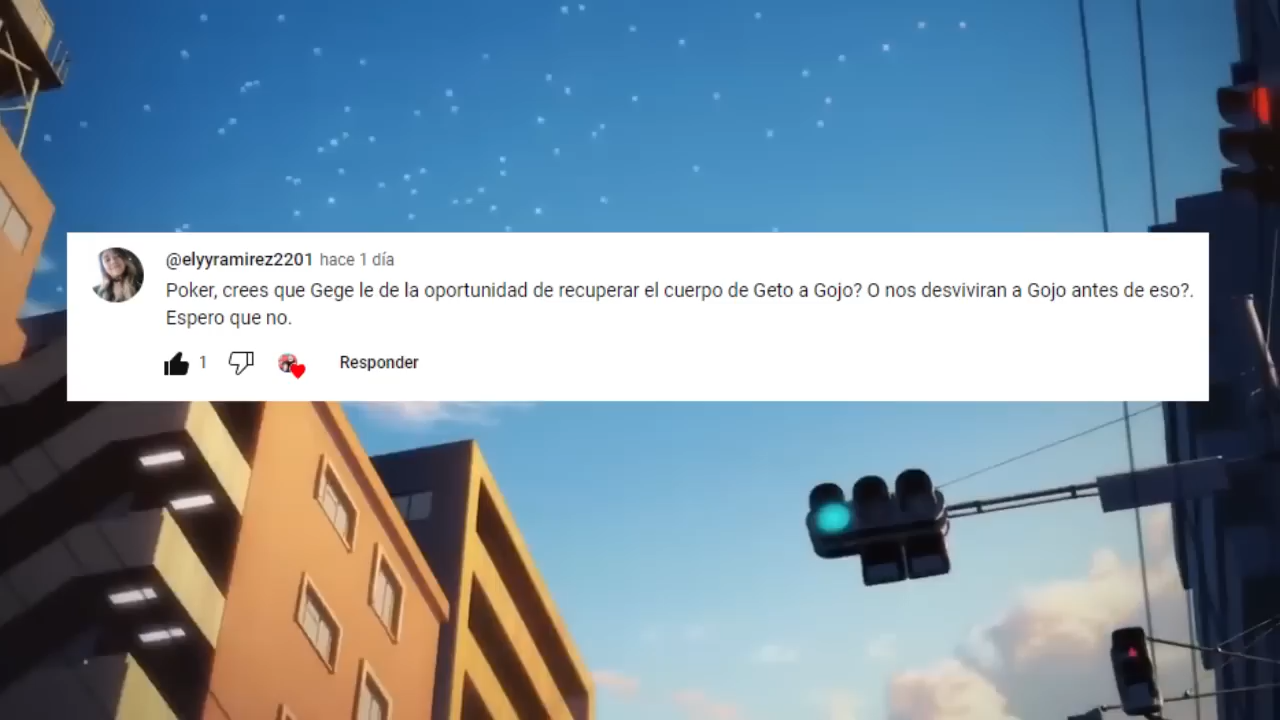 @elyyramirez2201 hace 1 día
Poker, crees que Gege le de la oportunidad de recuperar el cuerpo de Geto a Gojo? O nos desviviran a Gojo antes de eso?.
Espero que no.
1 Responder